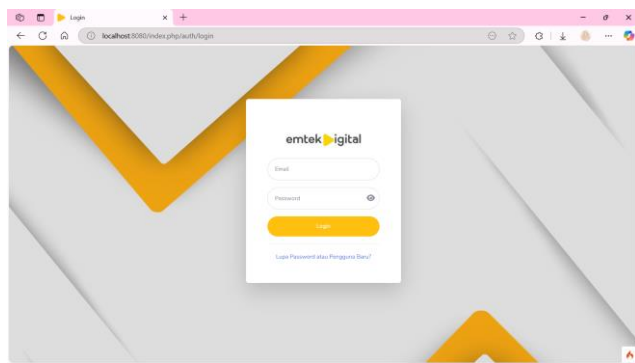 Login
localhost:8080/index.php/auth/login
emtek igital
Email
Password
Login
Lupa Password atau Pengguna Baru?